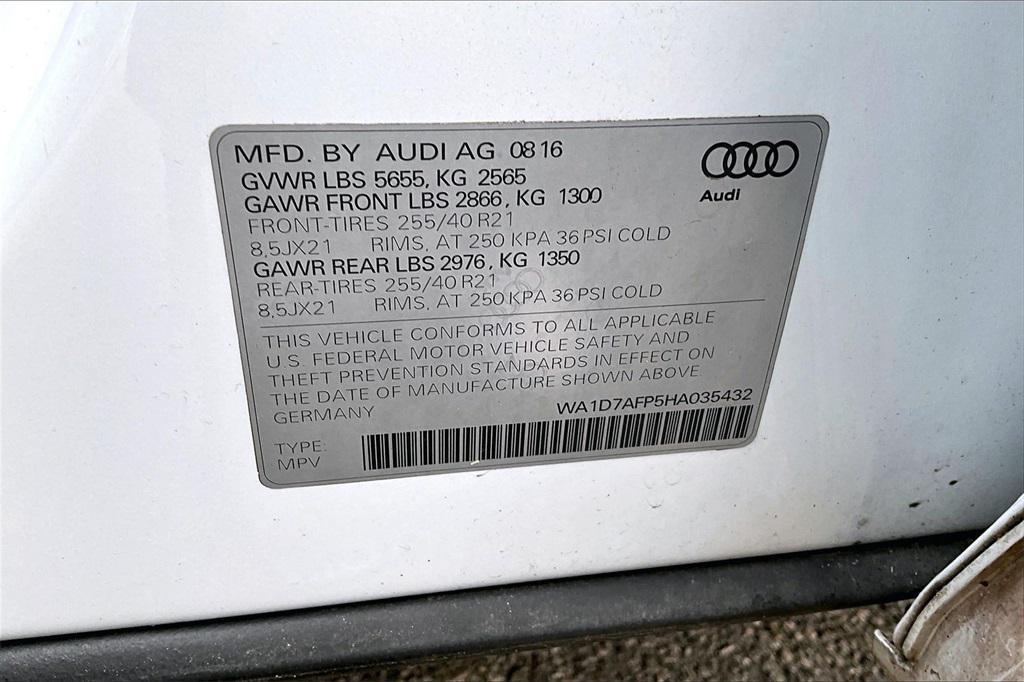 MFD. BY AUDI AG 0816
GVWR LBS 5655, KG 2565
GAWR FRONT LBS 2866, KG 1300
FRONT-TIRES 255/40 R21
8,5JX21 RIMS, AT 250 KPA 36 PSI COLD
GAWR REAR LBS 2976, KG 1350
REAR-TIRES 255/40 R21
8,5JX21 RIMS, AT 250 KPA 36 PSI COLD
Audi
THIS VEHICLE CONFORMS TO ALL APPLICABLE
U.S. FEDERAL MOTOR VEHICLE SAFETY AND
THEFT PREVENTION STANDARDS IN EFFECT ON
THE DATE OF MANUFACTURE SHOWN ABOVE
GERMANY
WA1D7AFP5HA035432
TYPE:
MPV